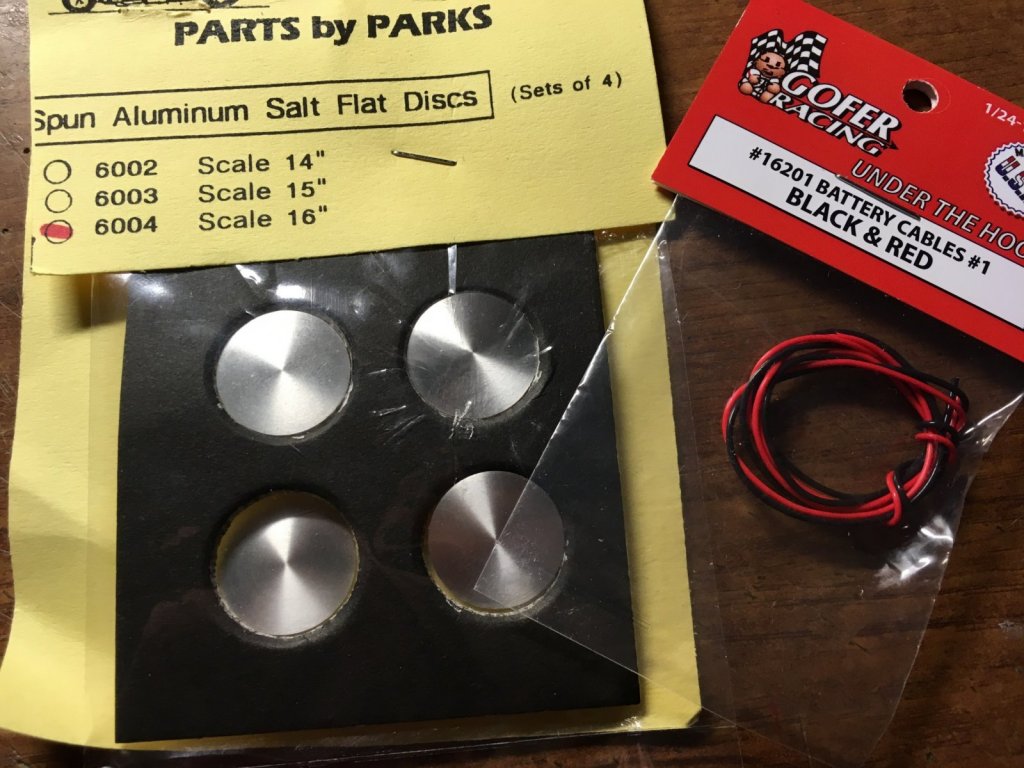 PARTS by PARKS
Spun Aluminum Salt Flat Discs (Sets of 4)
6002 Scale 14"
6003 Scale 15"
6004 Scale 16"
GOFER
RACING
1/24-
UNDER THE HOO
#16201 BATTERY CABLES #1
BLACK & RED